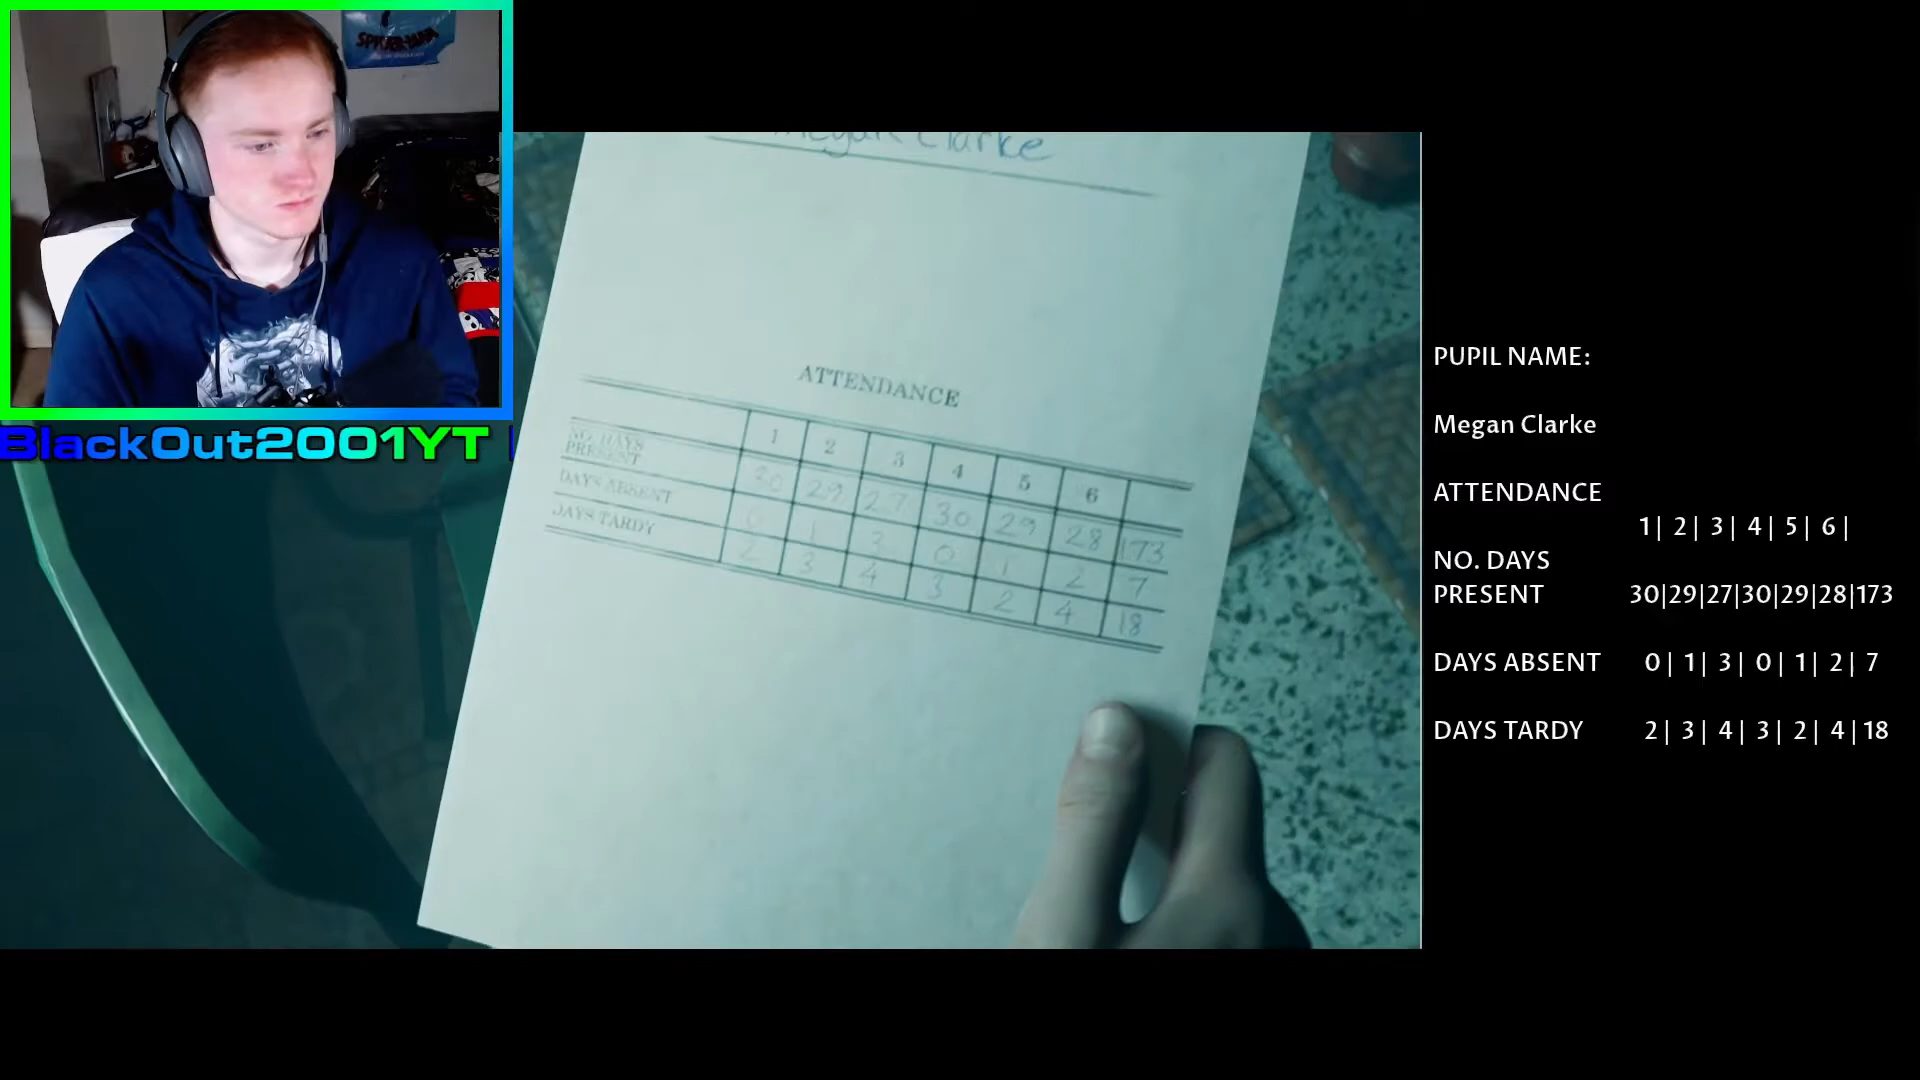 SPIDER-MAN
BlackOut2001YT
Megan Clarke
ATTENDANCE
1 2 3 4 5 6
NO. DAYS
PRESENT 30 29 27 30 29 28 173
DAYS ABSENT 0 1 3 0 1 2 7
DAYS TARDY 2 3 4 3 2 4 18
PUPIL NAME:
Megan Clarke
ATTENDANCE
1| 2| 3| 4| 5| 6|
NO. DAYS
PRESENT 30|29|27|30|29|28|173
DAYS ABSENT 0| 1| 3| 0| 1| 2| 7
DAYS TARDY 2| 3| 4| 3| 2| 4|18